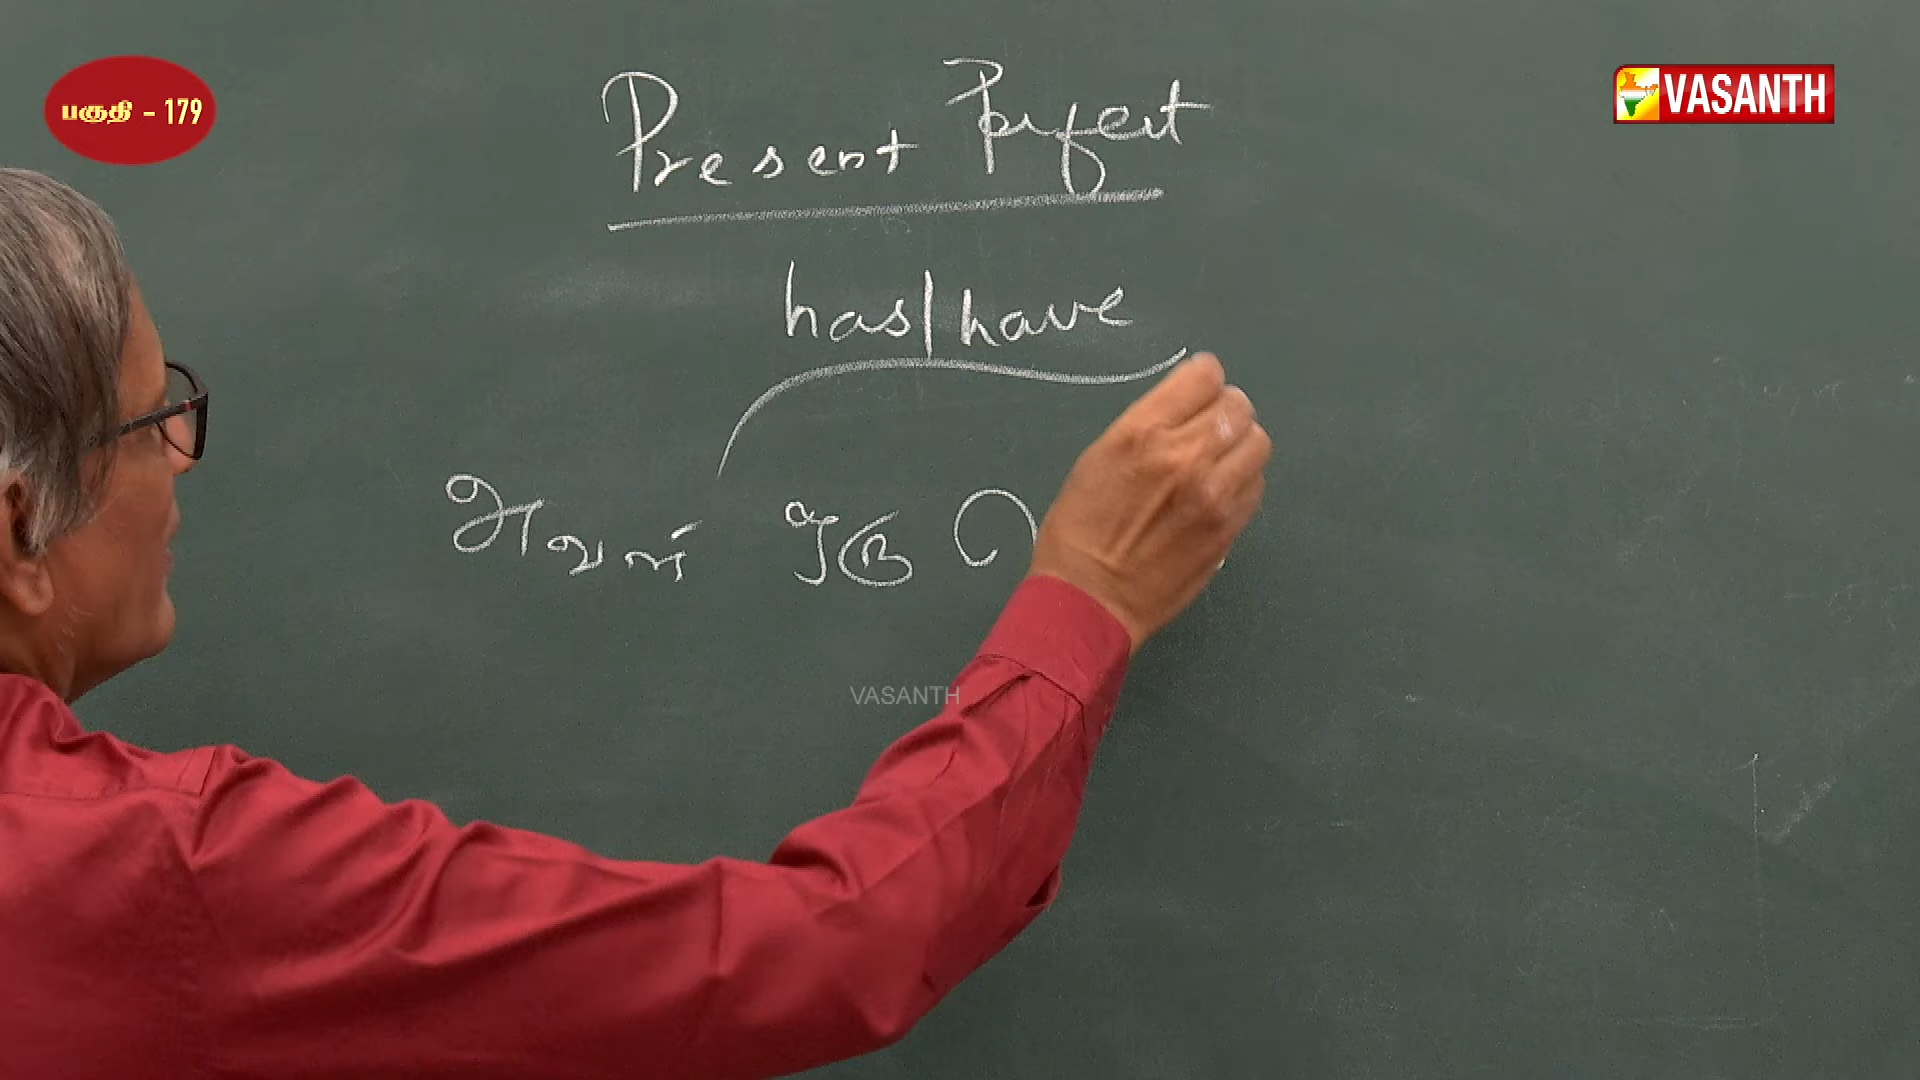 பகுதி - 179
VASANTH
Present Perfect
has/have
அவள் ஒரு
VASANTH